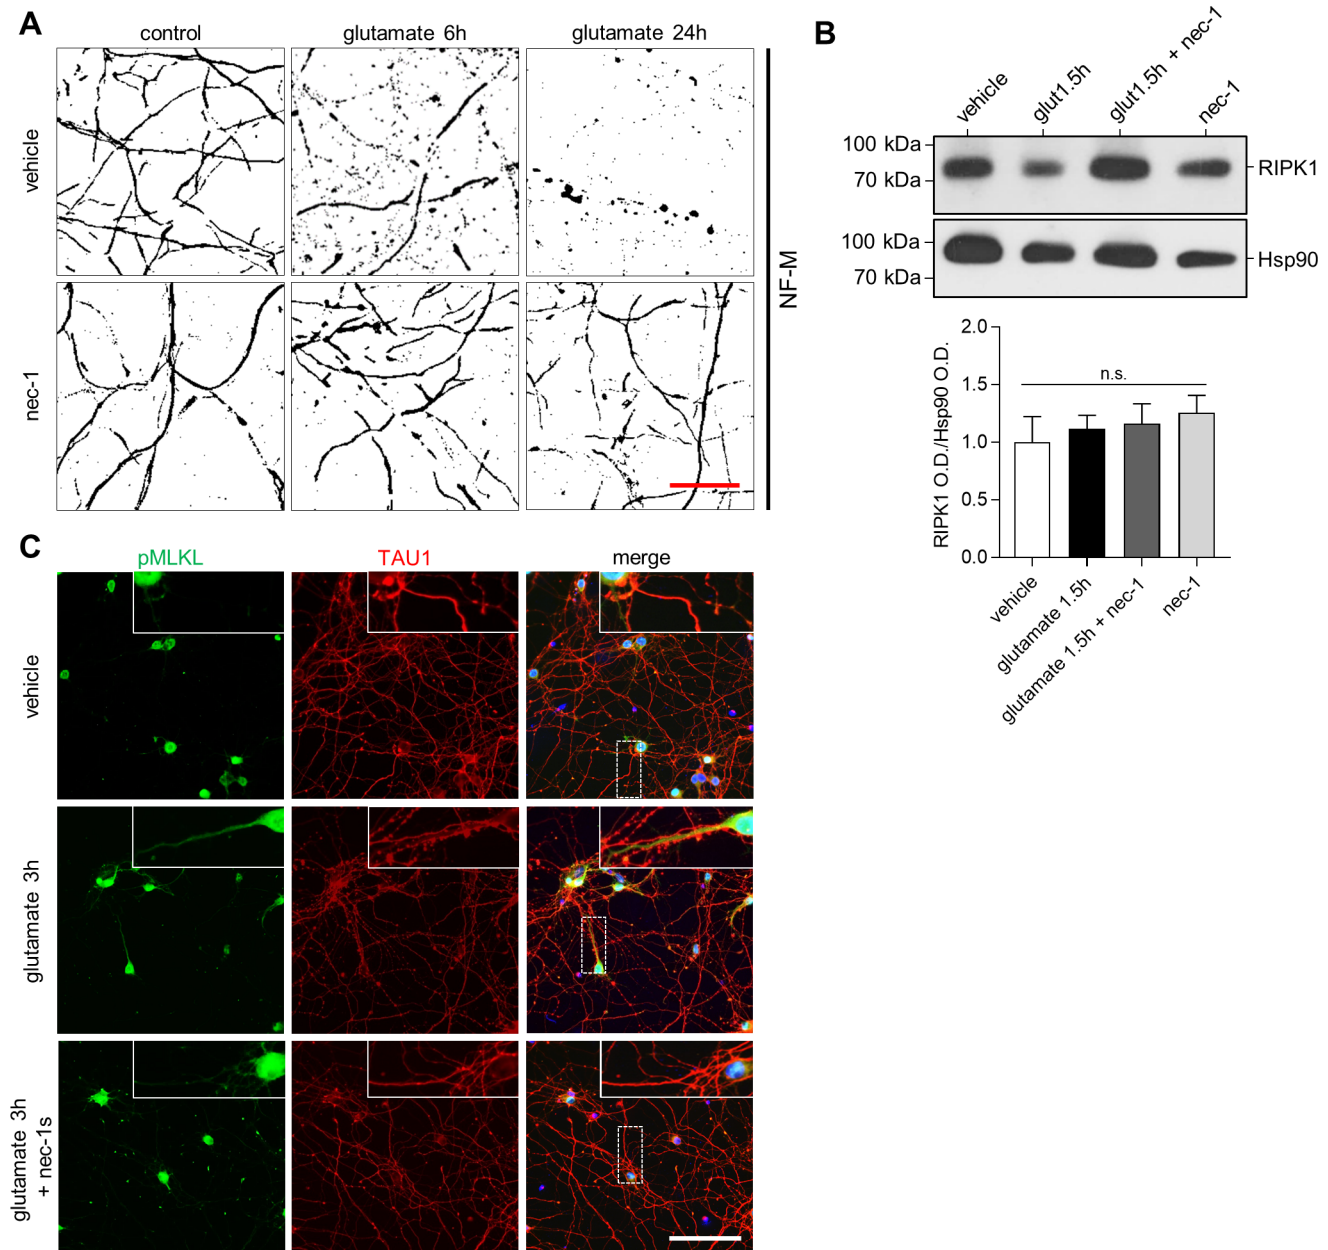 A
control
glutamate 6h
glutamate 24h
vehicle
nec-1
NF-M
B
vehicle
glut1.5h
glut1.5h + nec-1
nec-1
100 kDa
70 kDa
RIPK1
100 kDa
70 kDa
Hsp90
RIPK1 O.D./Hsp90 O.D.
2.0
1.5
1.0
0.5
0.0
n.s.
vehicle
glutamate 1.5h
glutamate 1.5h + nec-1
nec-1
C
pMLKL
TAU1
merge
vehicle
glutamate 3h
glutamate 3h
+ nec-1s